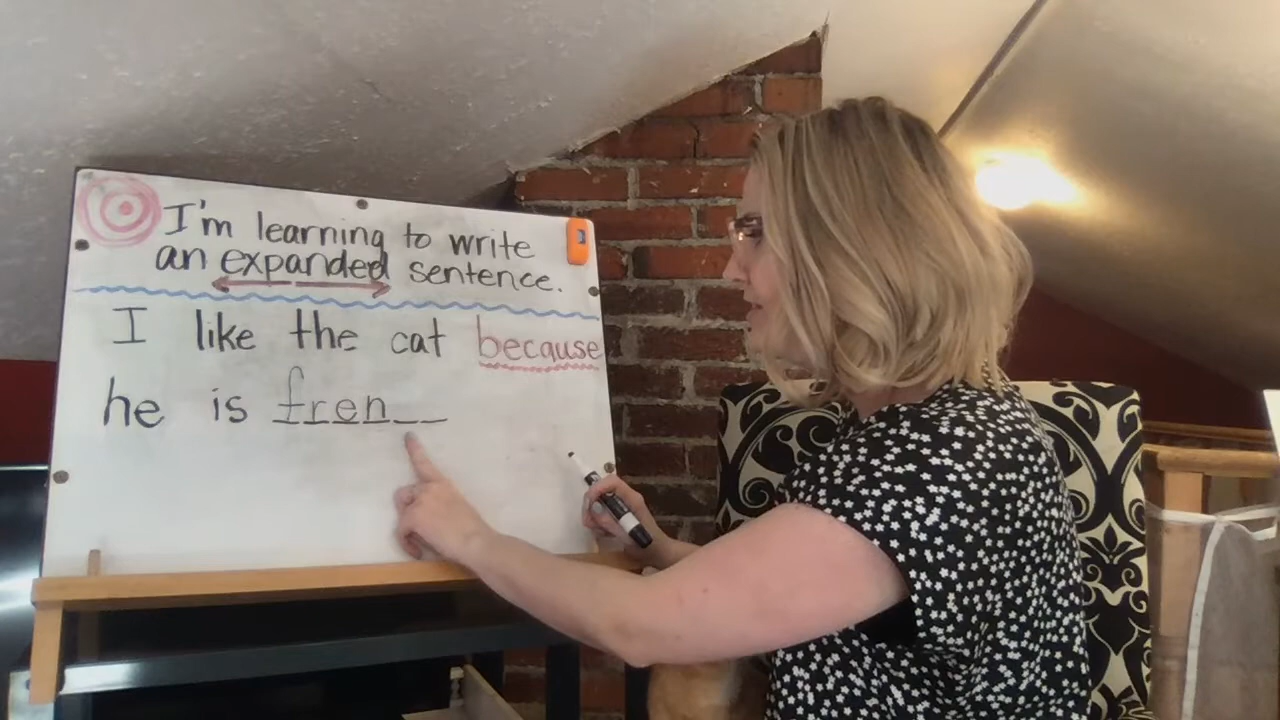 I'm learning to write
an expanded sentence.
I like the cat because
he is fren__